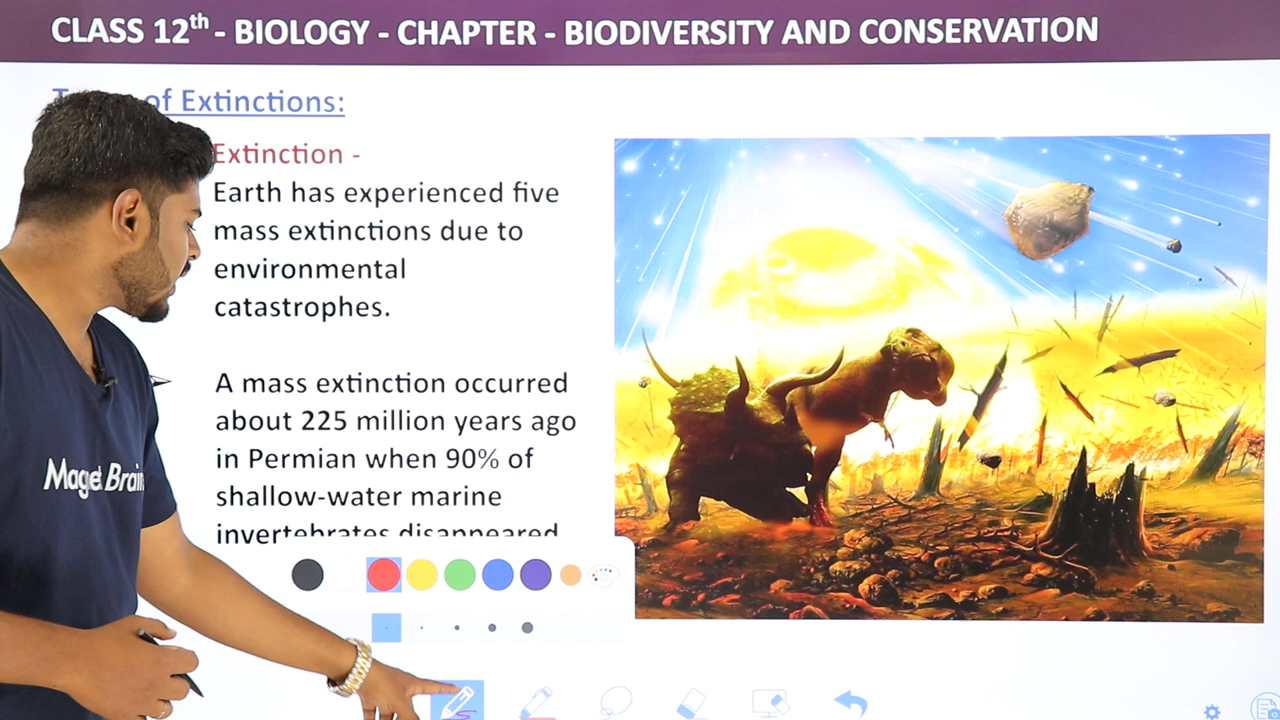 CLASS 12th - BIOLOGY - CHAPTER - BIODIVERSITY AND CONSERVATION
of Extinctions:
Extinction -
Earth has experienced five
mass extinctions due to
environmental
catastrophes.
A mass extinction occurred
about 225 million years ago
in Permian when 90% of
shallow-water marine
invertebrates disappeared
Magnet Brain